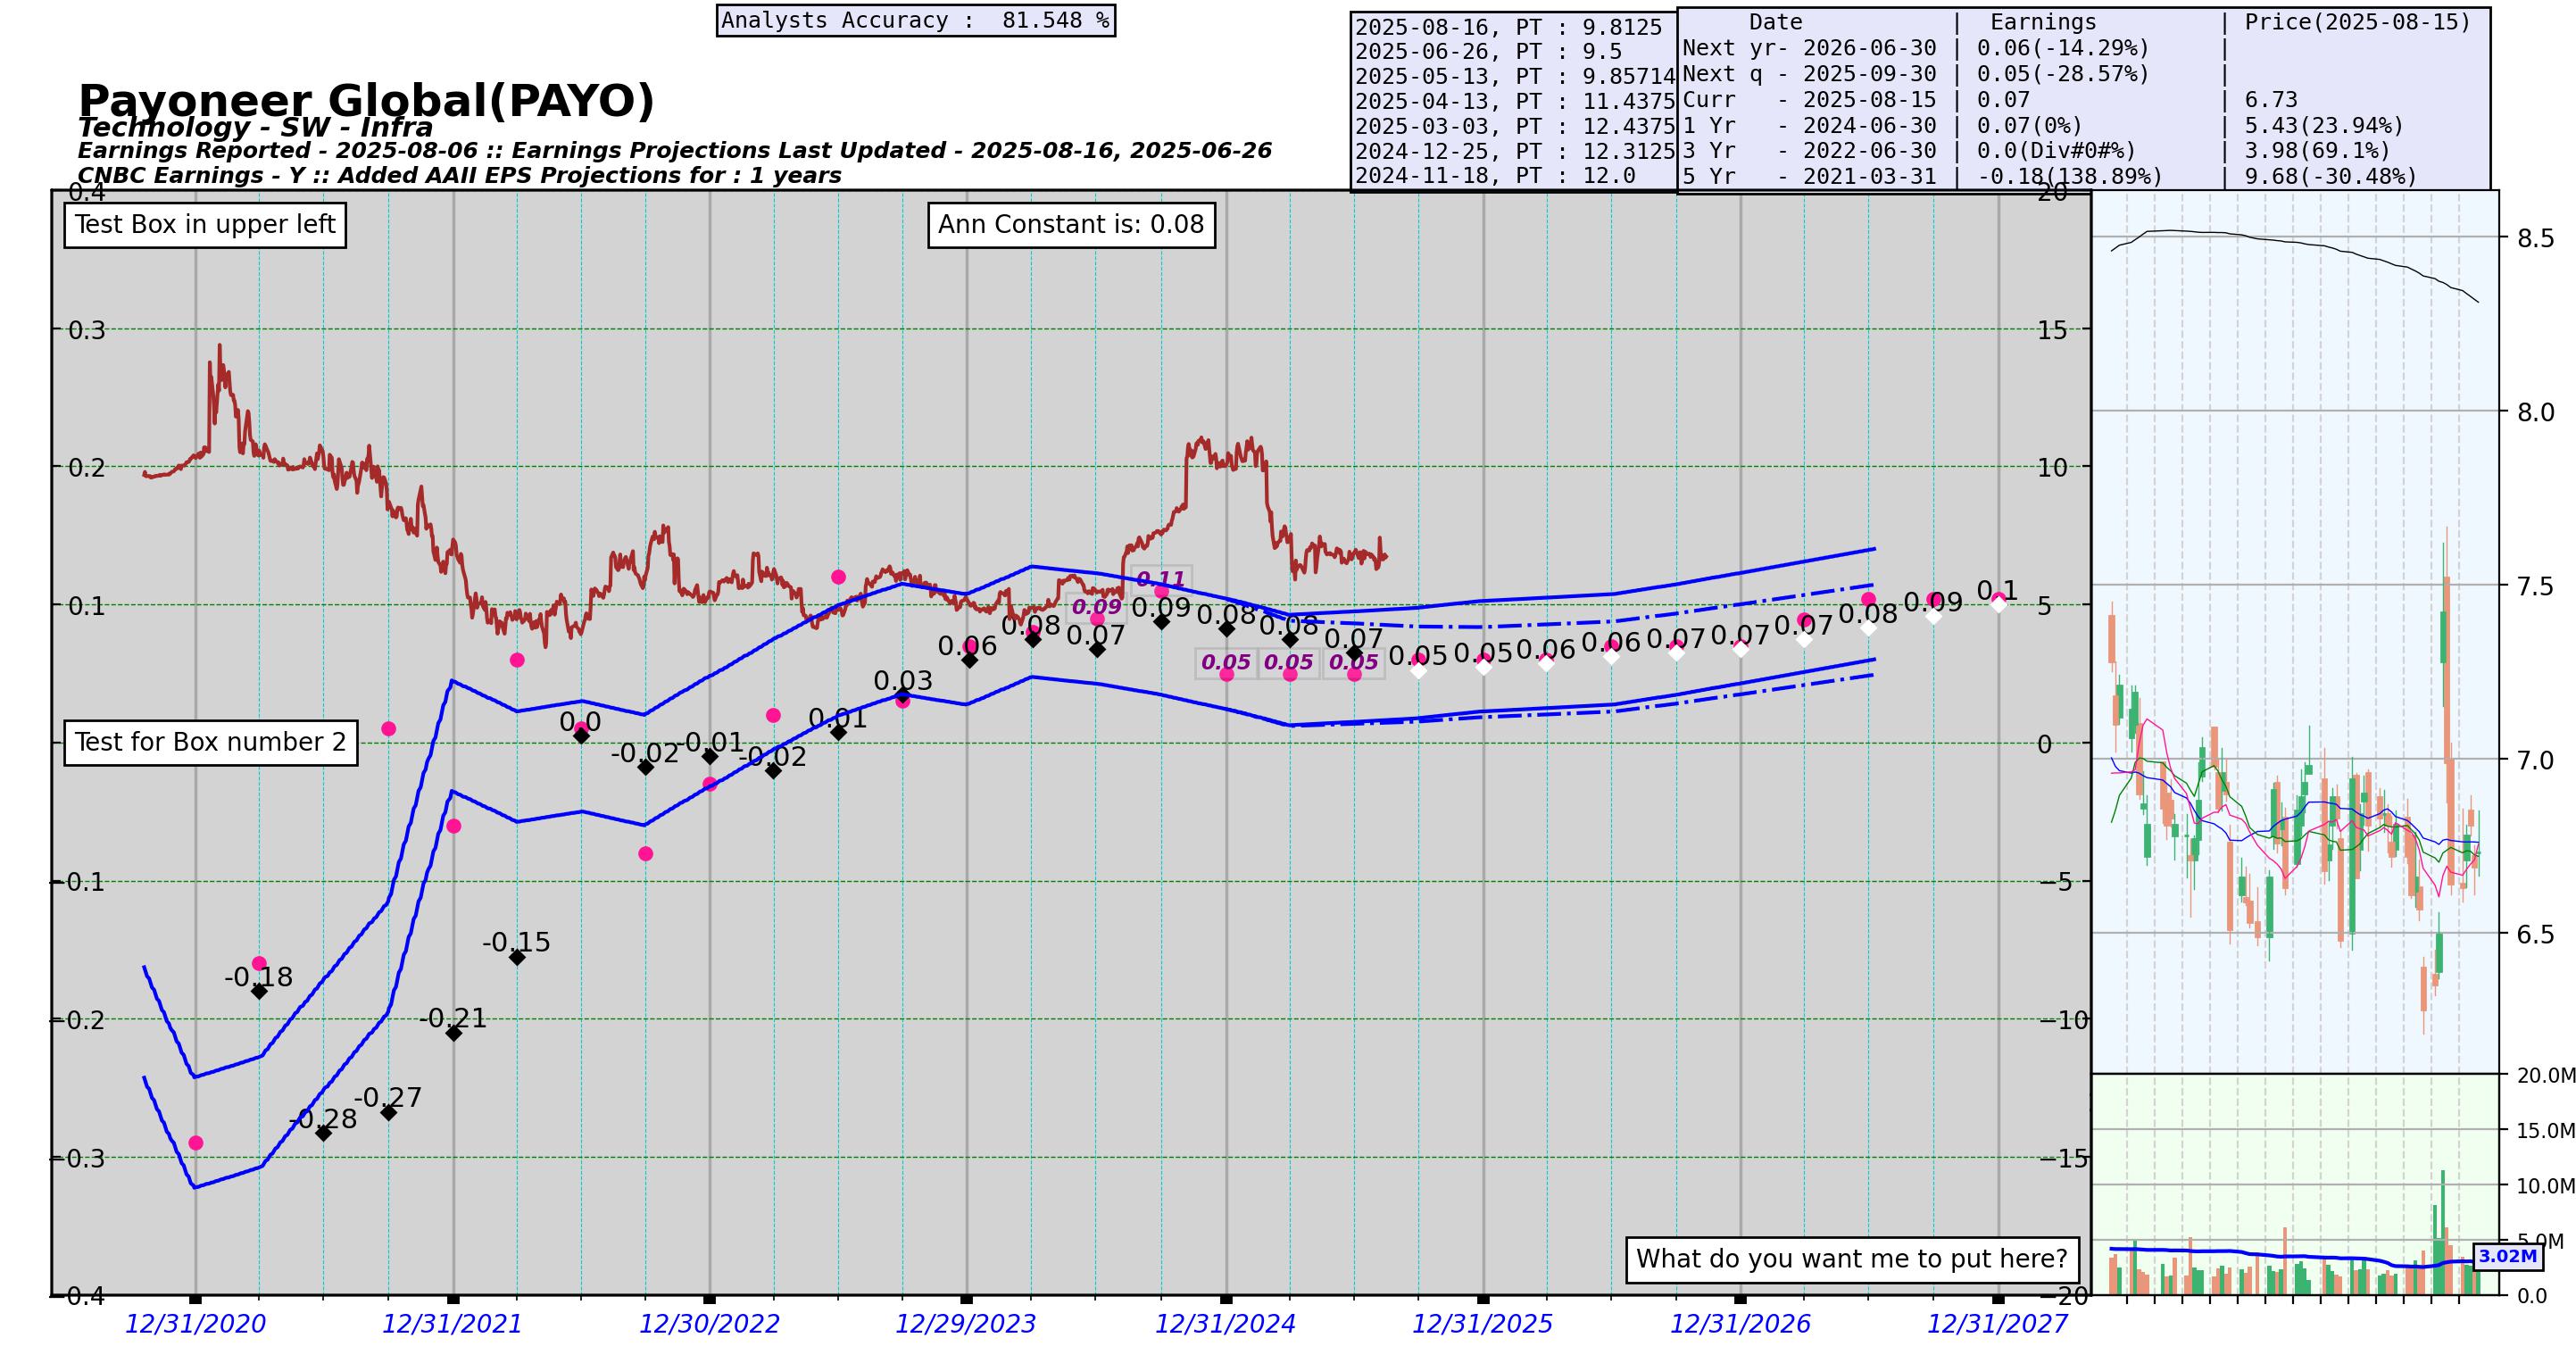 Analysts Accuracy :  81.548 %
2025-08-16, PT : 9.8125
2025-06-26, PT : 9.5
2025-05-13, PT : 9.85714
2025-04-13, PT : 11.4375
2025-03-03, PT : 12.4375
2024-12-25, PT : 12.3125
2024-11-18, PT : 12.0
Date | Earnings | Price(2025-08-15)
Next yr- 2026-06-30 | 0.06(-14.29%) |
Next q - 2025-09-30 | 0.05(-28.57%) |
Curr - 2025-08-15 | 0.07 | 6.73
1 Yr - 2024-06-30 | 0.07(0%) | 5.43(23.94%)
3 Yr - 2022-06-30 | 0.0(Div#0#%) | 3.98(69.1%)
5 Yr - 2021-03-31 | -0.18(138.89%) | 9.68(-30.48%)
Payoneer Global(PAYO)
Technology - SW - Infra
Earnings Reported - 2025-08-06 :: Earnings Projections Last Updated - 2025-08-16, 2025-06-26
CNBC Earnings - Y :: Added AAII EPS Projections for : 1 years
Test Box in upper left
Ann Constant is: 0.08
Test for Box number 2
What do you want me to put here?
0.4
0.3
0.2
0.1
-0.1
-0.2
-0.3
-0.4
-0.18
-0.28
-0.27
-0.21
-0.15
0.0
-0.02
-0.01
-0.02
0.01
0.03
0.06
0.08
0.07
0.09
0.08
0.08
0.07
0.05
0.05
0.06
0.06
0.07
0.07
0.07
0.08
0.09
0.1
0.09
0.11
0.05
0.05
0.05
20
15
10
5
0
−5
−10
−15
−20
8.5
8.0
7.5
7.0
6.5
20.0M
15.0M
10.0M
5.0M
3.02M
0.0
12/31/2020
12/31/2021
12/30/2022
12/29/2023
12/31/2024
12/31/2025
12/31/2026
12/31/2027